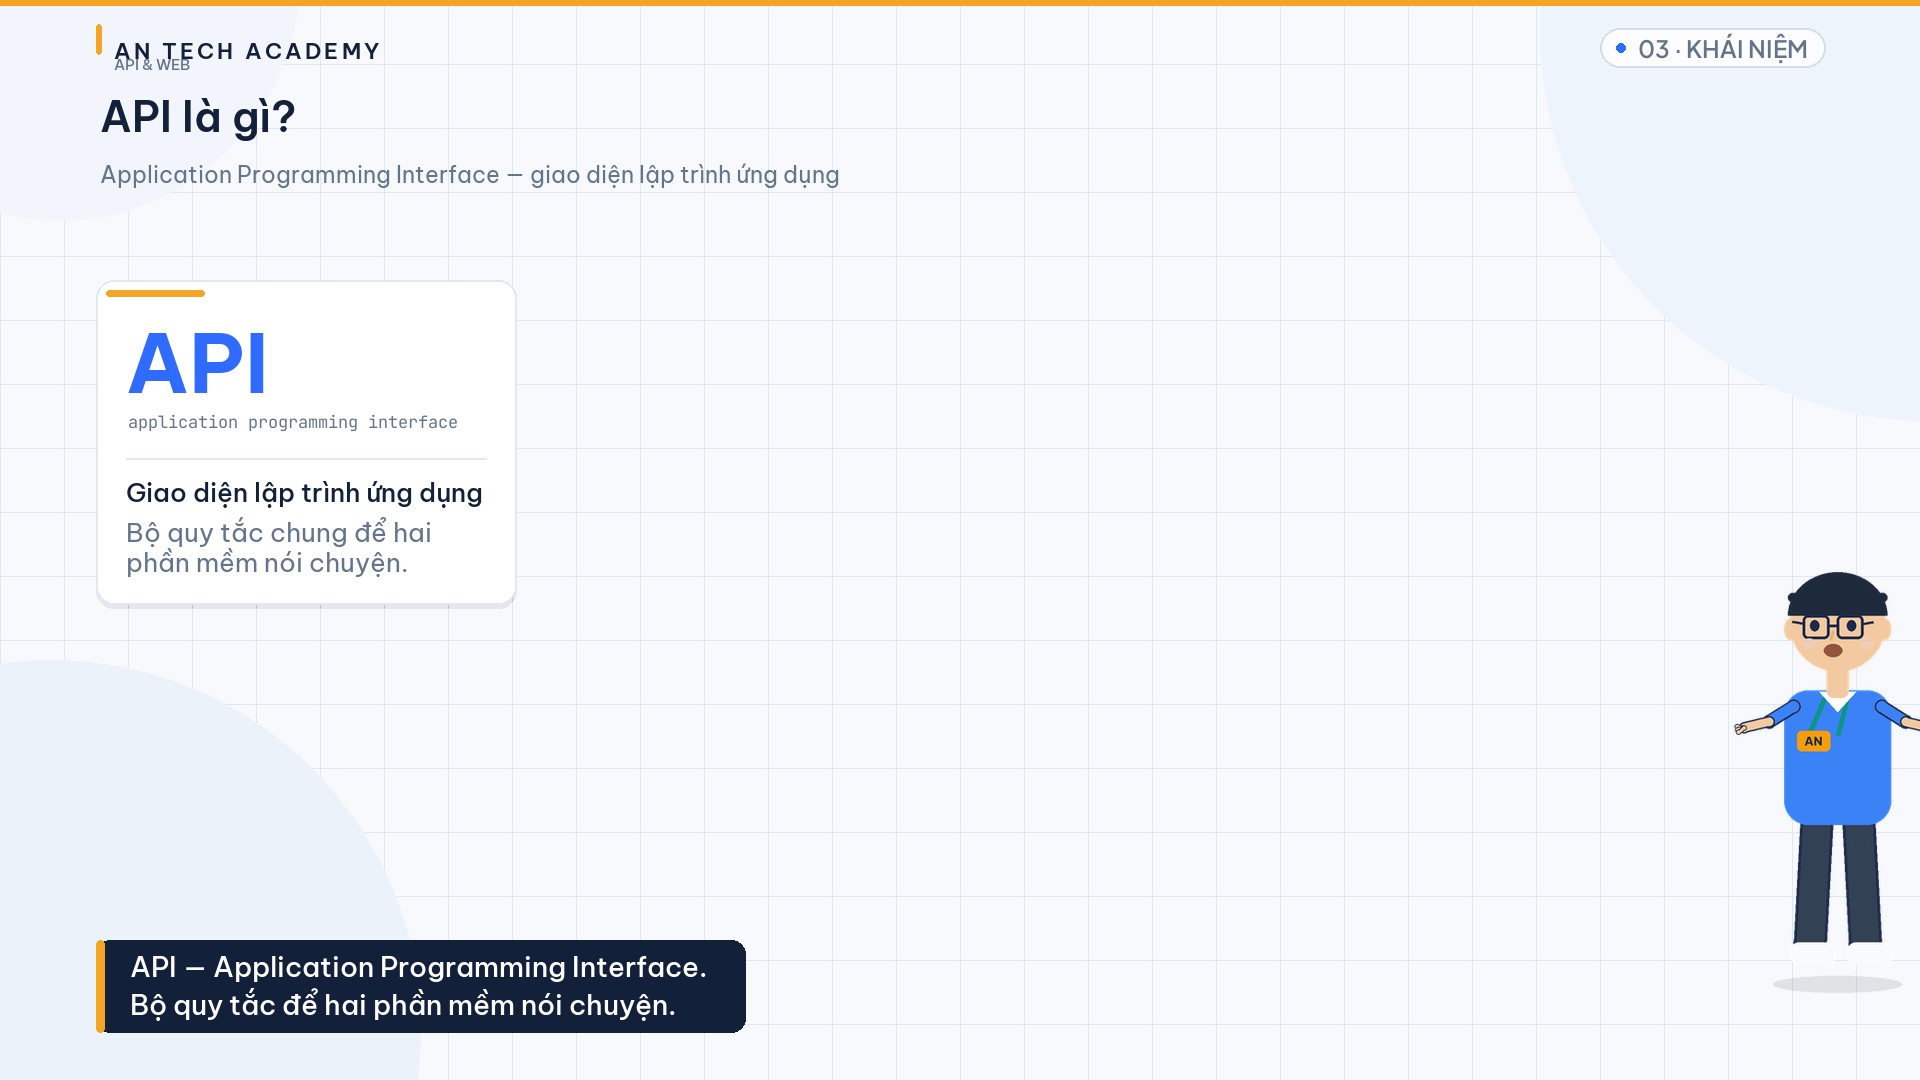 AN TECH ACADEMY
API & WEB
03 · KHÁI NIỆM
API là gì?
Application Programming Interface — giao diện lập trình ứng dụng
API
application programming interface
Giao diện lập trình ứng dụng
Bộ quy tắc chung để hai
phần mềm nói chuyện.
AN
API — Application Programming Interface.
Bộ quy tắc để hai phần mềm nói chuyện.